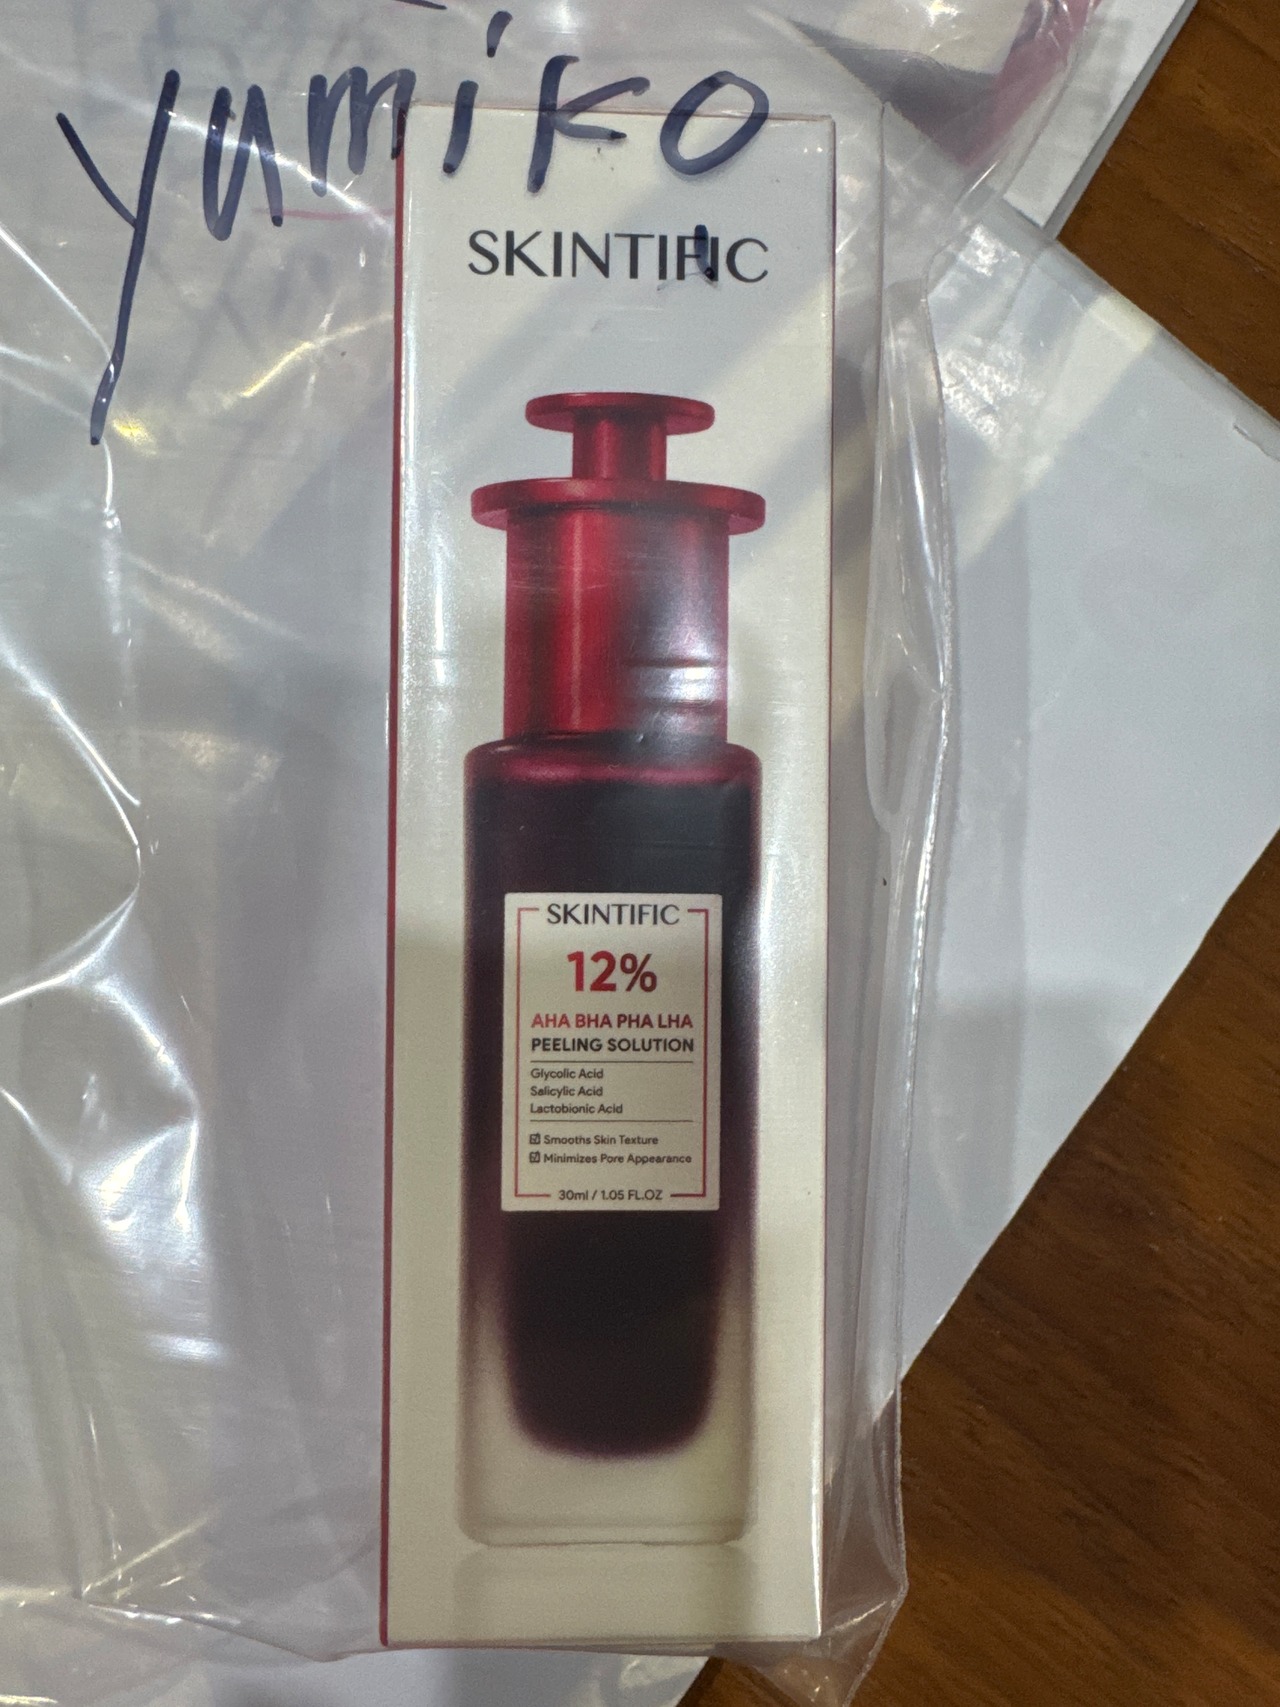 yumiko
SKINTIFIC
SKINTIFIC
12%
AHA BHA PHA LHA
PEELING SOLUTION
Glycolic Acid
Salicylic Acid
Lactobionic Acid
☑ Smooths Skin Texture
☑ Minimizes Pore Appearance
30ml / 1.05 FL.OZ